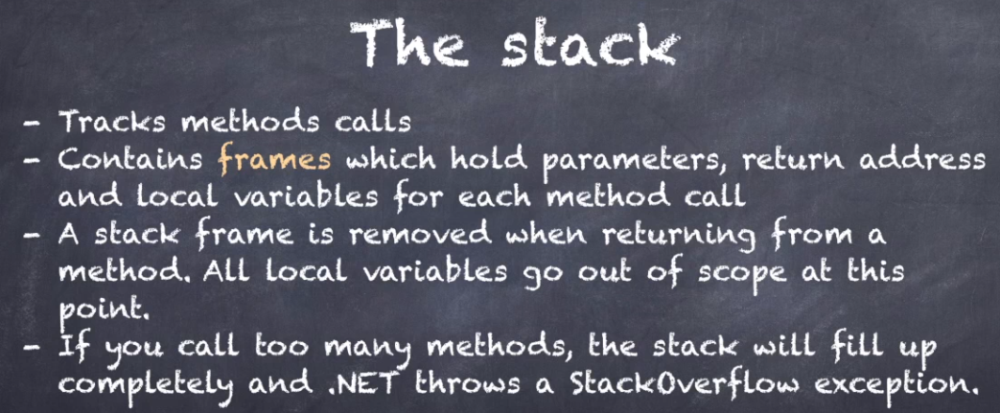 The stack
- Tracks methods calls
- Contains frames which hold parameters, return address
and local variables for each method call
- A stack frame is removed when returning from a
method. All local variables go out of scope at this
point.
- If you call too many methods, the stack will fill up
completely and .NET throws a StackOverflow exception.